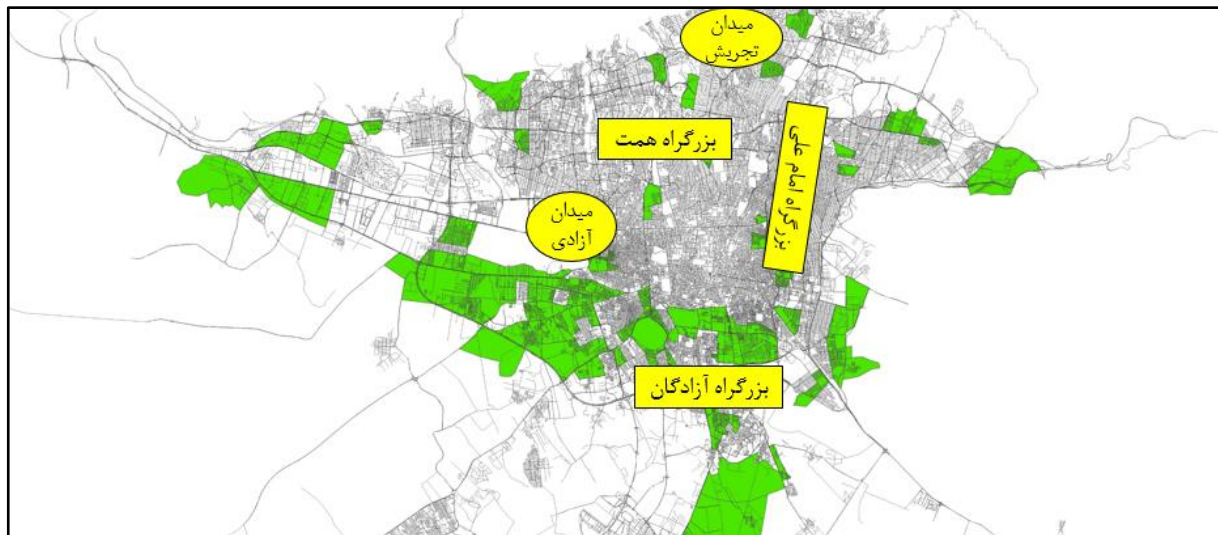 میدان
تجریش
بزرگراه همت
بزرگراه امام علی
میدان
آزادی
بزرگراه آزادگان